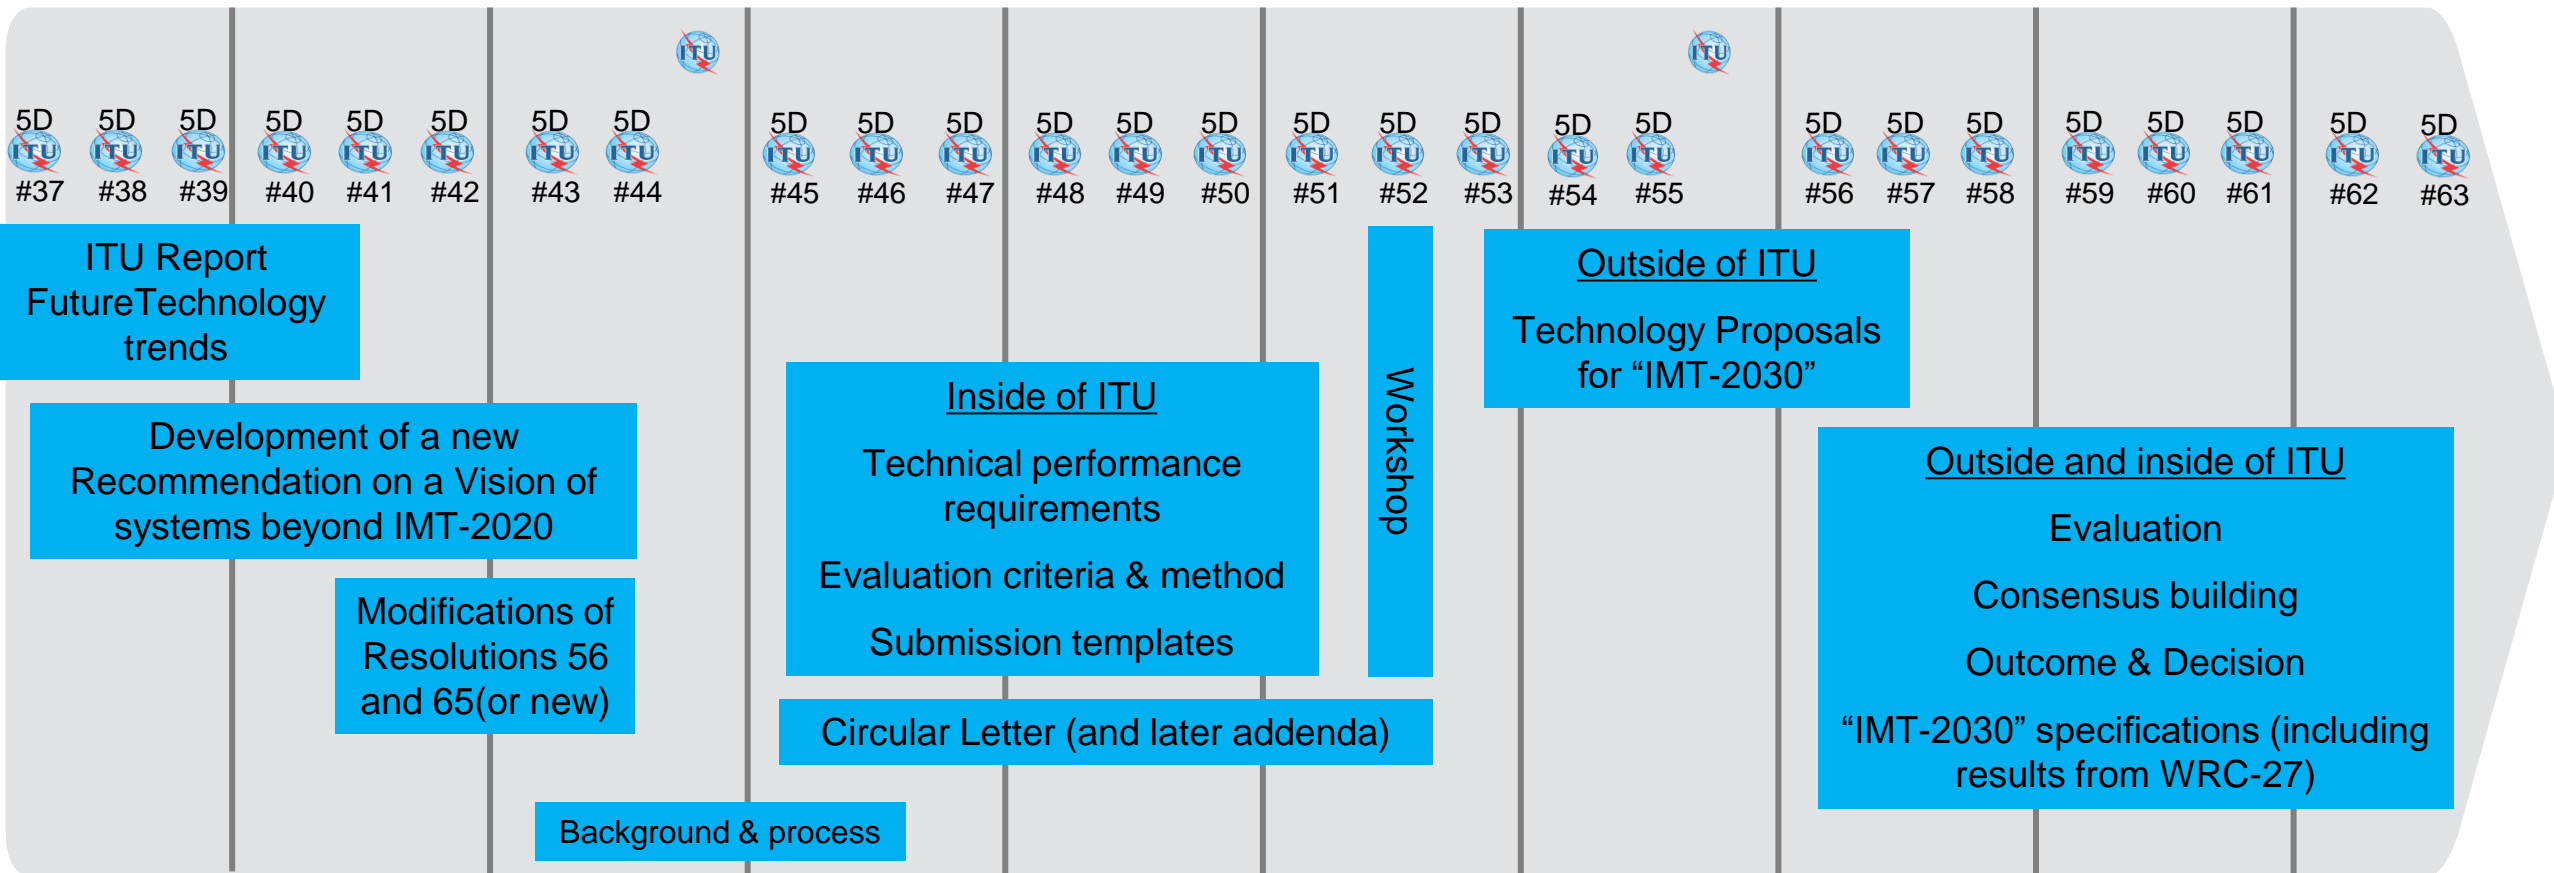 ITU
ITU
5D 5D 5D 5D 5D 5D 5D 5D 5D 5D 5D 5D 5D 5D 5D 5D 5D 5D 5D 5D 5D 5D 5D 5D 5D 5D 5D
ITU ITU ITU ITU ITU ITU ITU ITU ITU ITU ITU ITU ITU ITU ITU ITU ITU ITU ITU ITU ITU ITU ITU ITU ITU ITU ITU
#37 #38 #39 #40 #41 #42 #43 #44 #45 #46 #47 #48 #49 #50 #51 #52 #53 #54 #55 #56 #57 #58 #59 #60 #61 #62 #63
ITU Report
FutureTechnology
trends
Development of a new
Recommendation on a Vision of
systems beyond IMT-2020
Modifications of
Resolutions 56
and 65(or new)
Background & process
Inside of ITU
Technical performance
requirements
Evaluation criteria & method
Submission templates
Circular Letter (and later addenda)
Workshop
Outside of ITU
Technology Proposals
for “IMT-2030”
Outside and inside of ITU
Evaluation
Consensus building
Outcome & Decision
“IMT-2030” specifications (including
results from WRC-27)